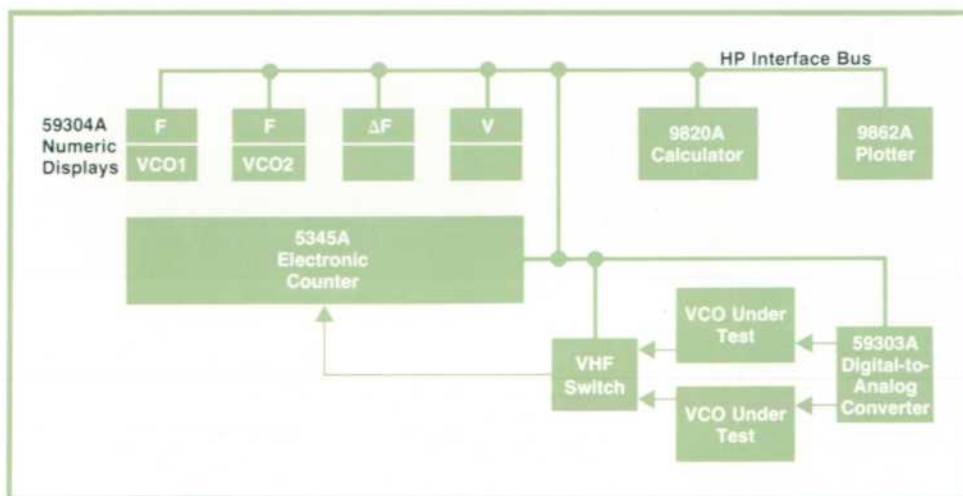 HP Interface Bus
59304A
Numeric
Displays
F
VCO1
F
VCO2
ΔF
V
9820A
Calculator
9862A
Plotter
5345A
Electronic
Counter
VHF
Switch
VCO Under
Test
VCO Under
Test
59303A
Digital-to-
Analog
Converter